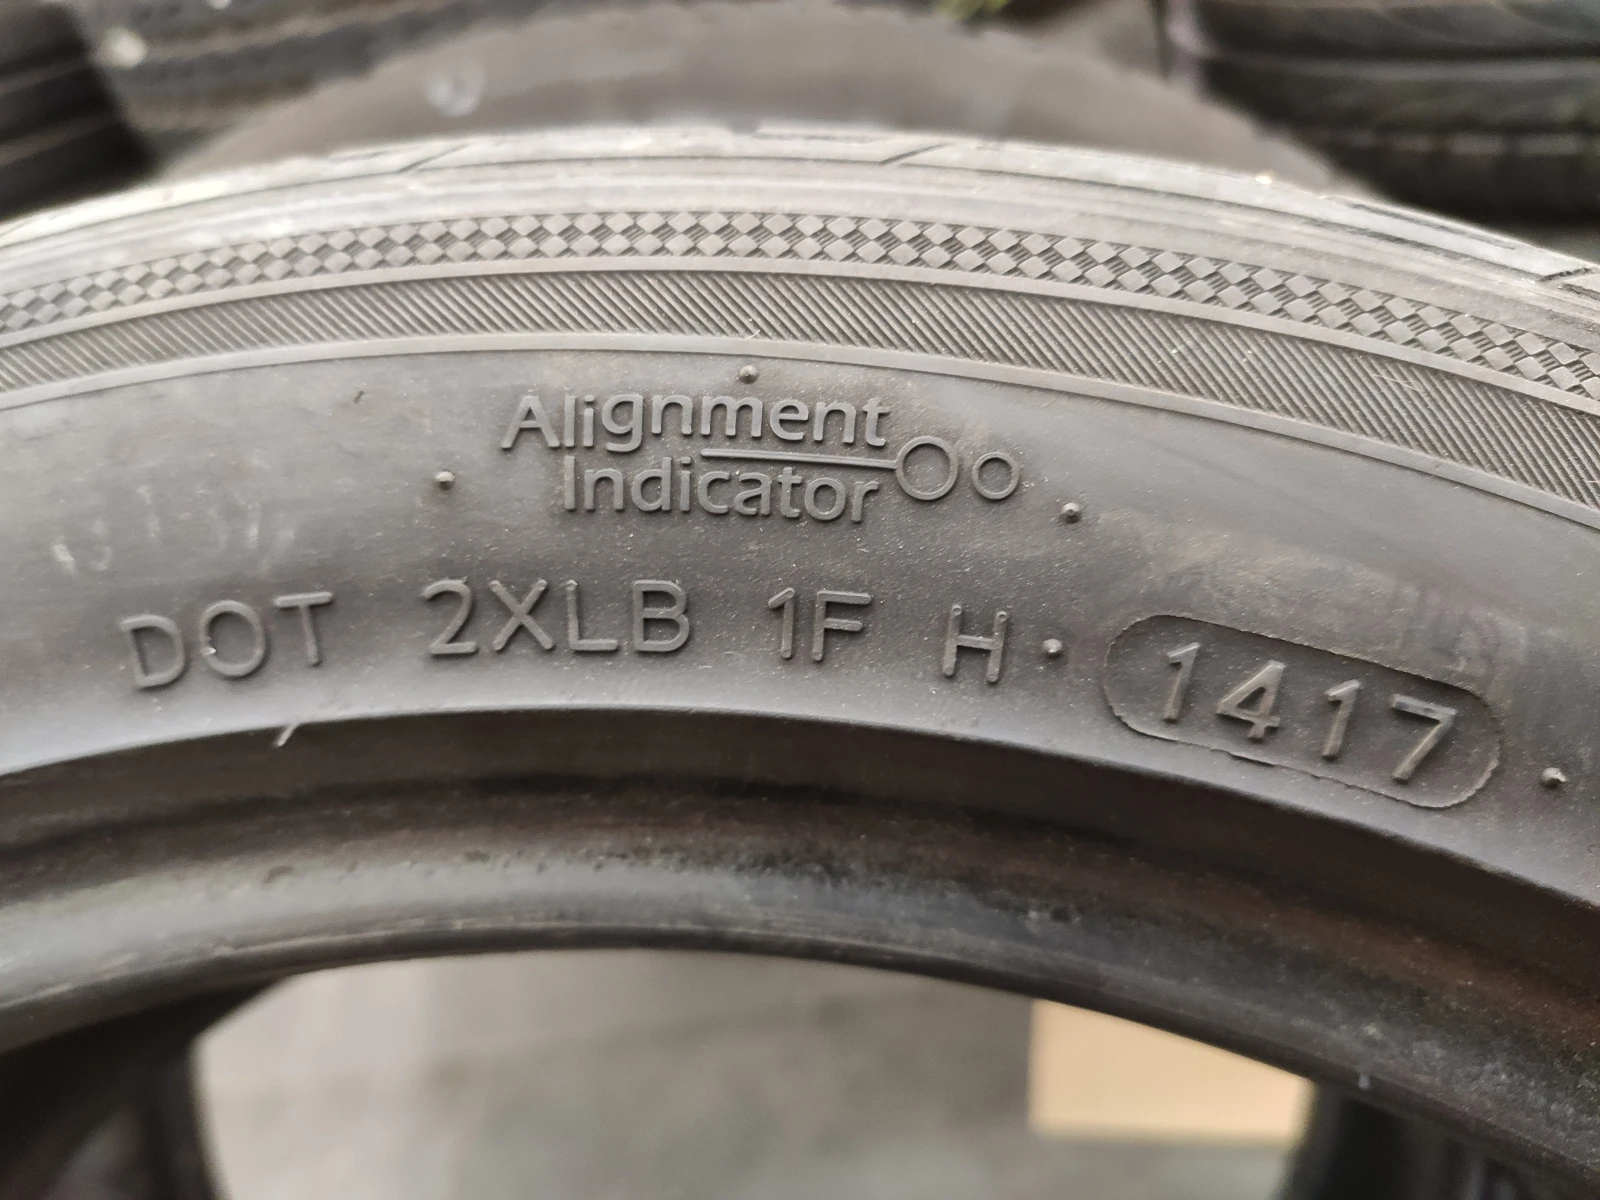 Alignment
Indicator
DOT 2XLB 1F H 1417